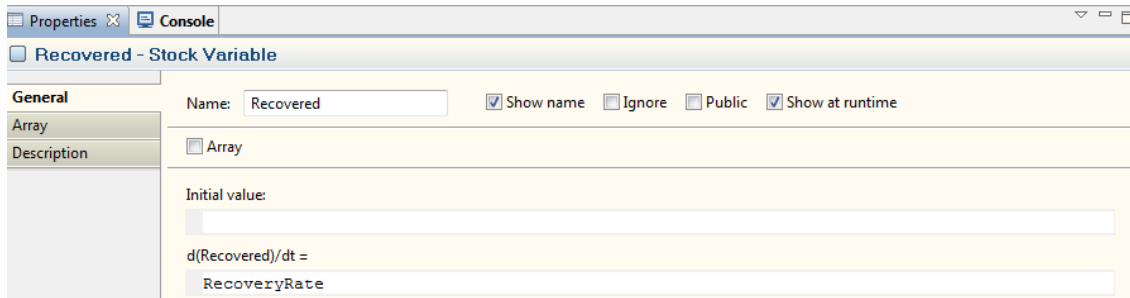 Properties Console
Recovered - Stock Variable
General
Name: Recovered Show name Ignore Public Show at runtime
Array
Array
Description
Initial value:
d(Recovered)/dt =
RecoveryRate